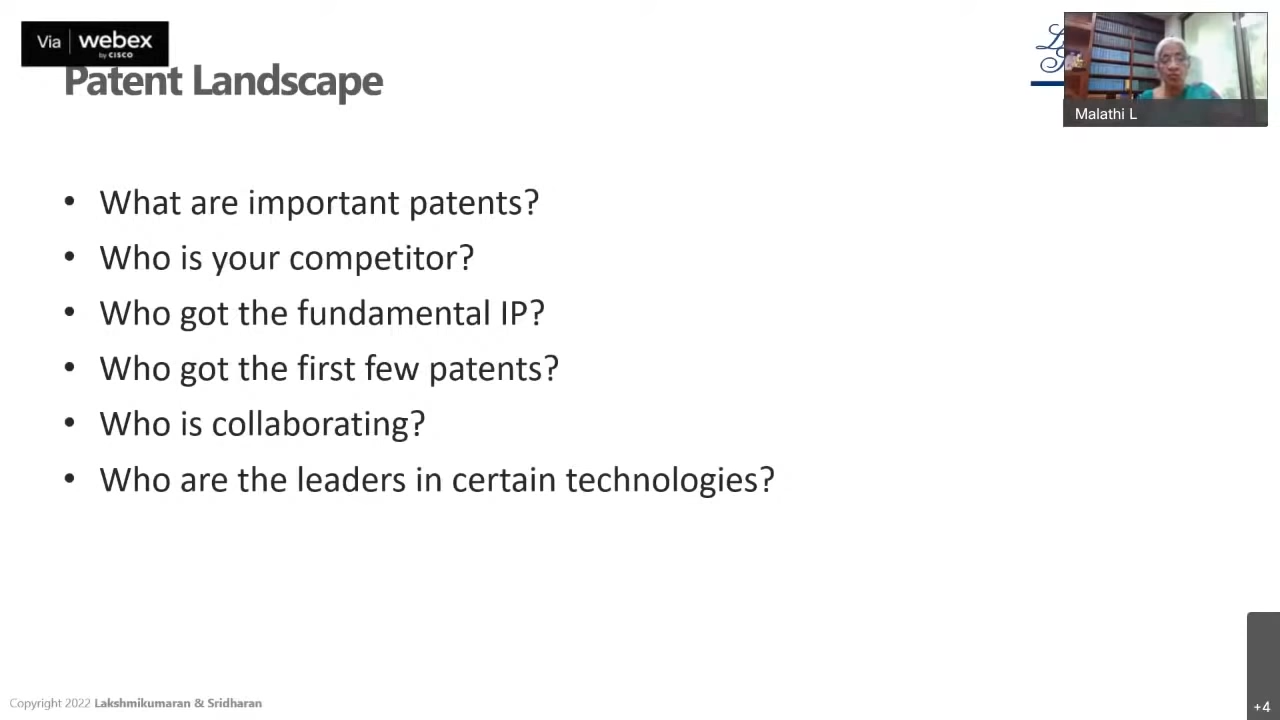 Via webex
by CISCO
Patent Landscape
Malathi L
• What are important patents?
• Who is your competitor?
• Who got the fundamental IP?
• Who got the first few patents?
• Who is collaborating?
• Who are the leaders in certain technologies?
+4
Copyright 2022 Lakshmikumaran & Sridharan